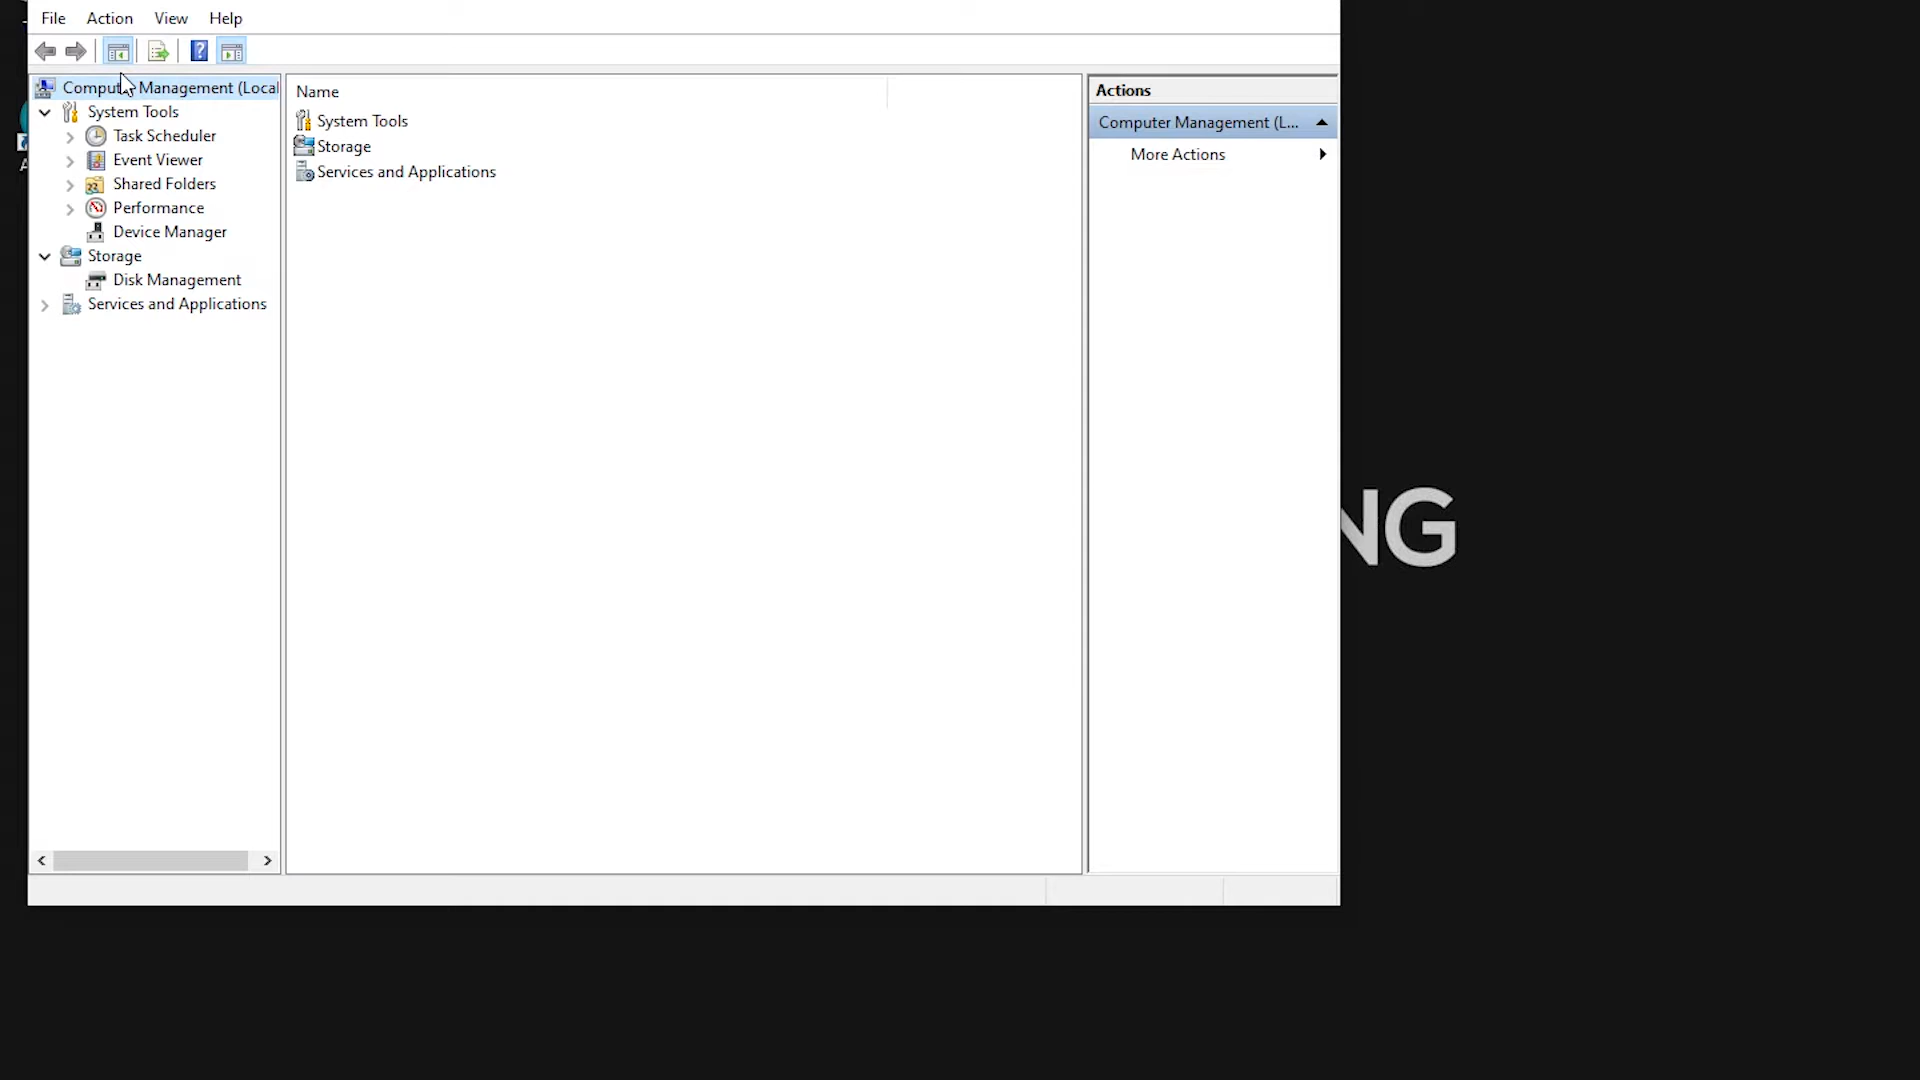 File Action View Help
Computer Management (Local
System Tools
Task Scheduler
Event Viewer
Shared Folders
Performance
Device Manager
Storage
Disk Management
Services and Applications
Name
System Tools
Storage
Services and Applications
Actions
Computer Management (L...
More Actions
NG